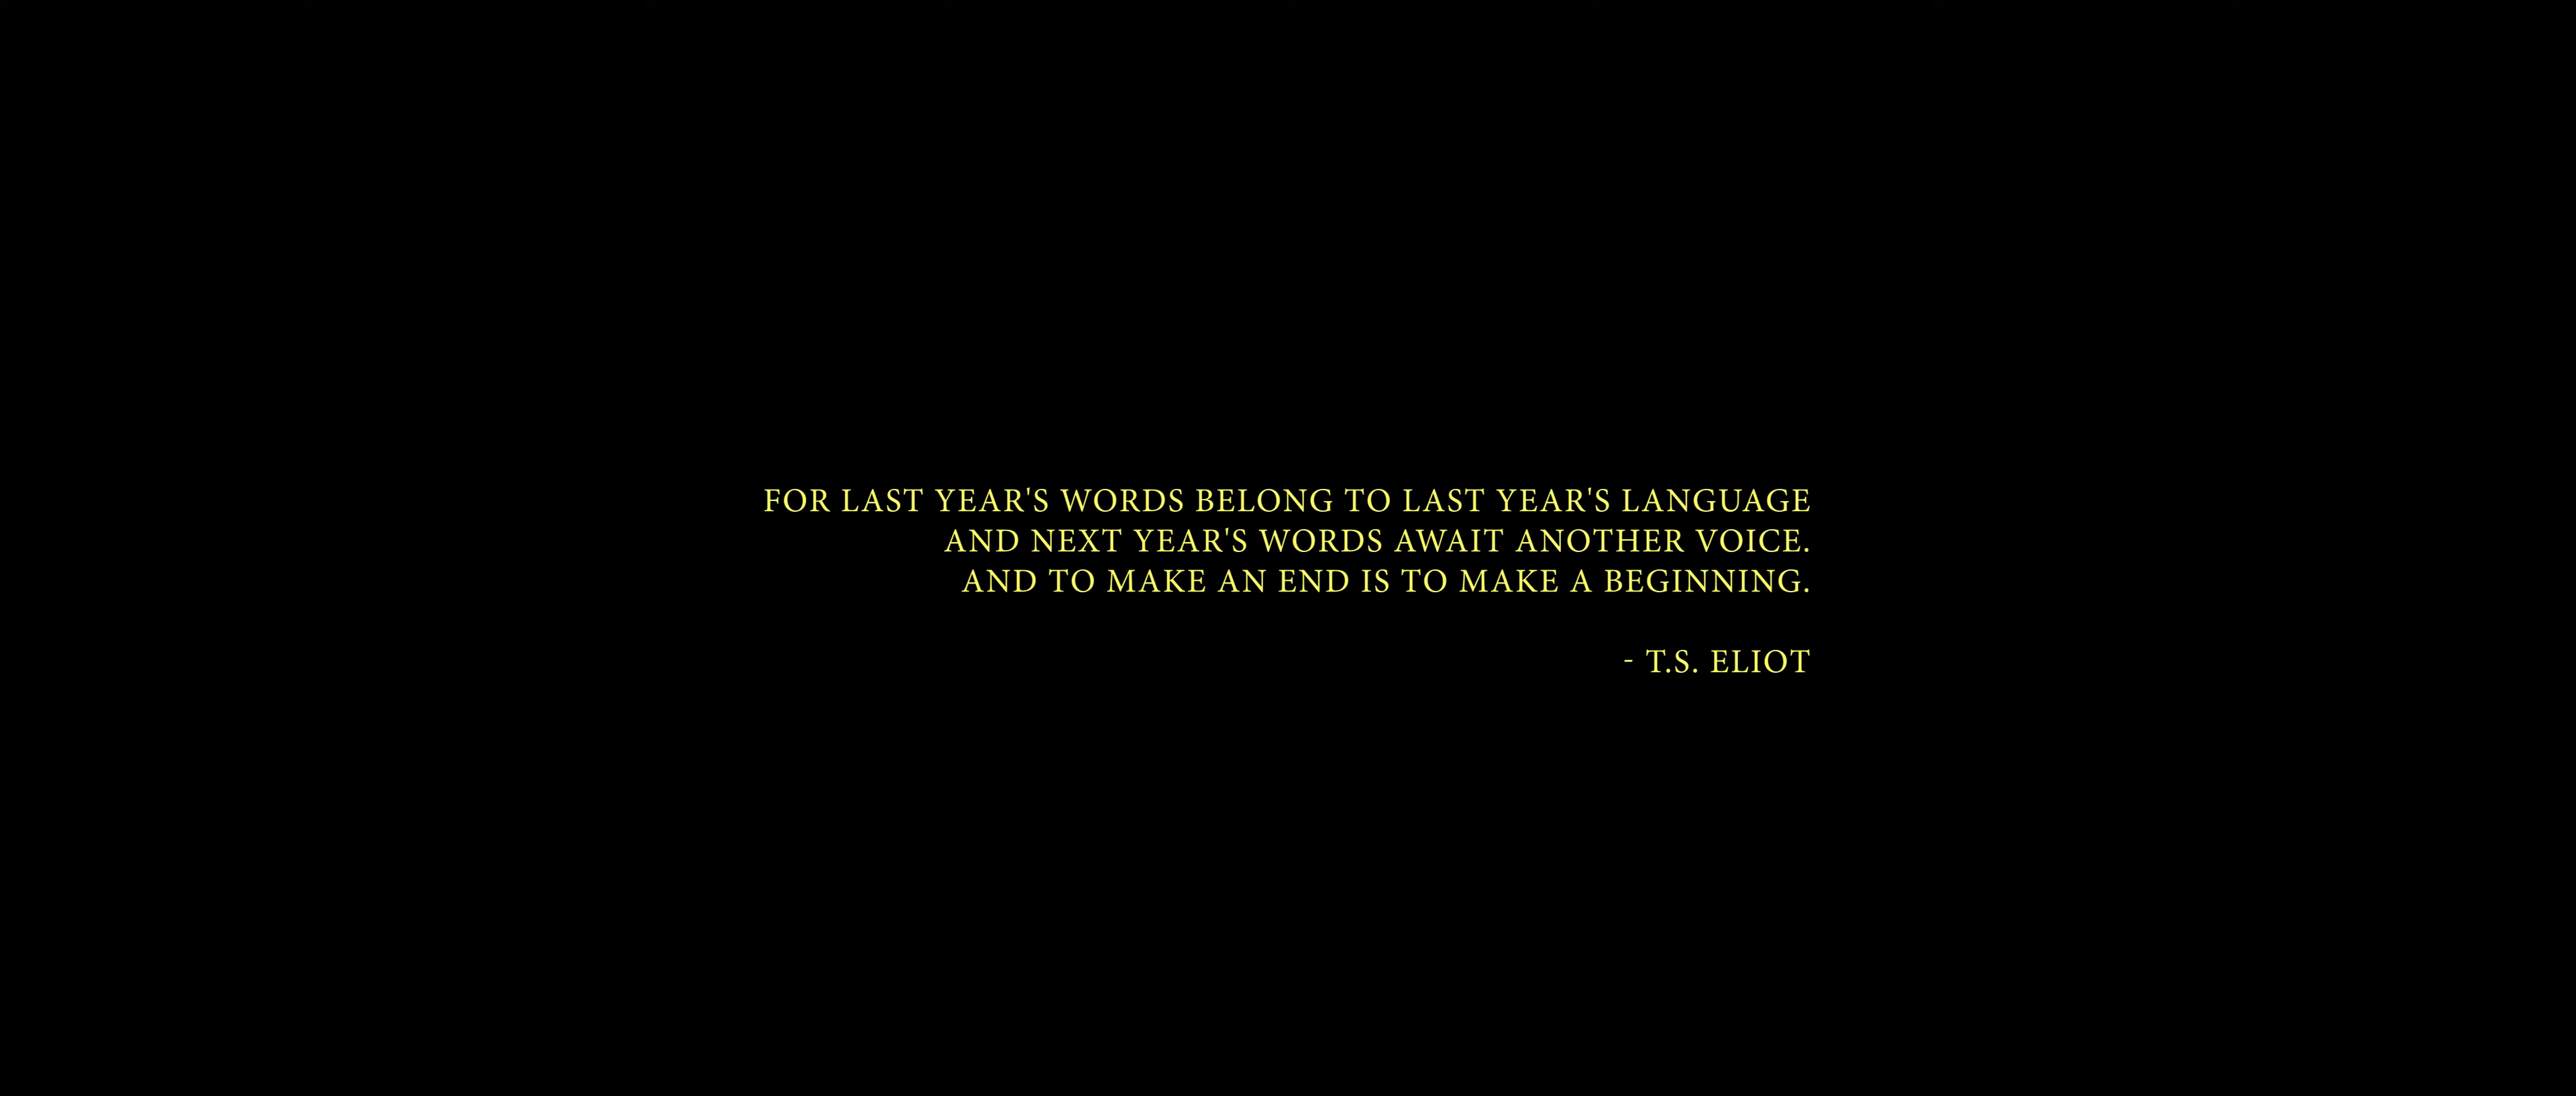 FOR LAST YEAR'S WORDS BELONG TO LAST YEAR'S LANGUAGE
AND NEXT YEAR'S WORDS AWAIT ANOTHER VOICE.
AND TO MAKE AN END IS TO MAKE A BEGINNING.
- T.S. ELIOT